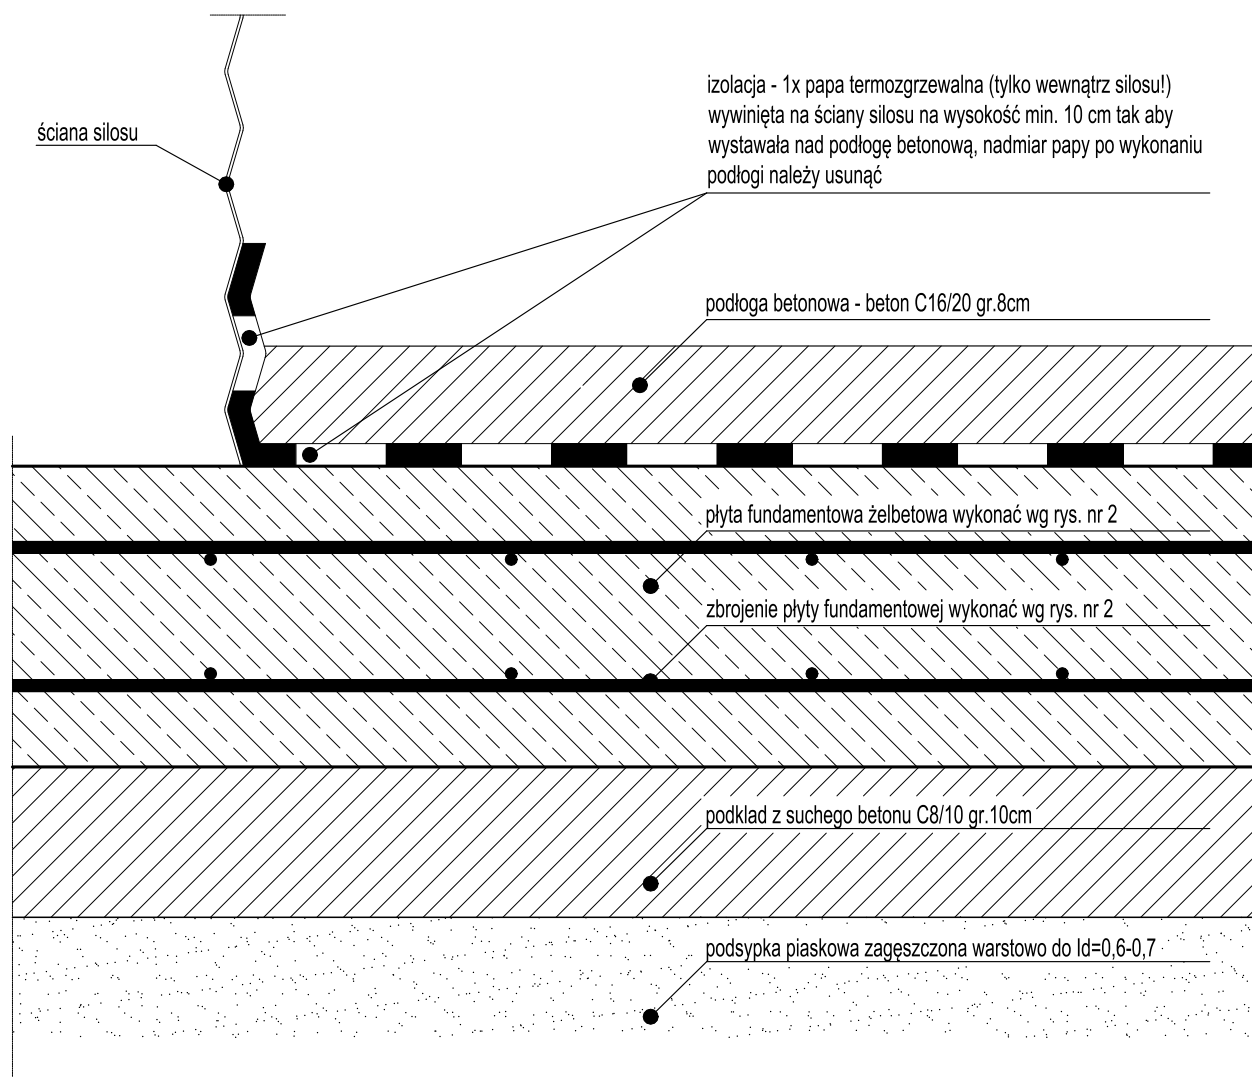 izolacja - 1x papa termozgrzewalna (tylko wewnątrz silosu!)
wywinięta na ściany silosu na wysokość min. 10 cm tak aby
wystawała nad podłogę betonową, nadmiar papy po wykonaniu
podłogi należy usunąć
ściana silosu
podłoga betonowa - beton C16/20 gr.8cm
płyta fundamentowa żelbetowa wykonać wg rys. nr 2
zbrojenie płyty fundamentowej wykonać wg rys. nr 2
podklad z suchego betonu C8/10 gr.10cm
podsypka piaskowa zagęszczona warstowo do Id=0,6-0,7